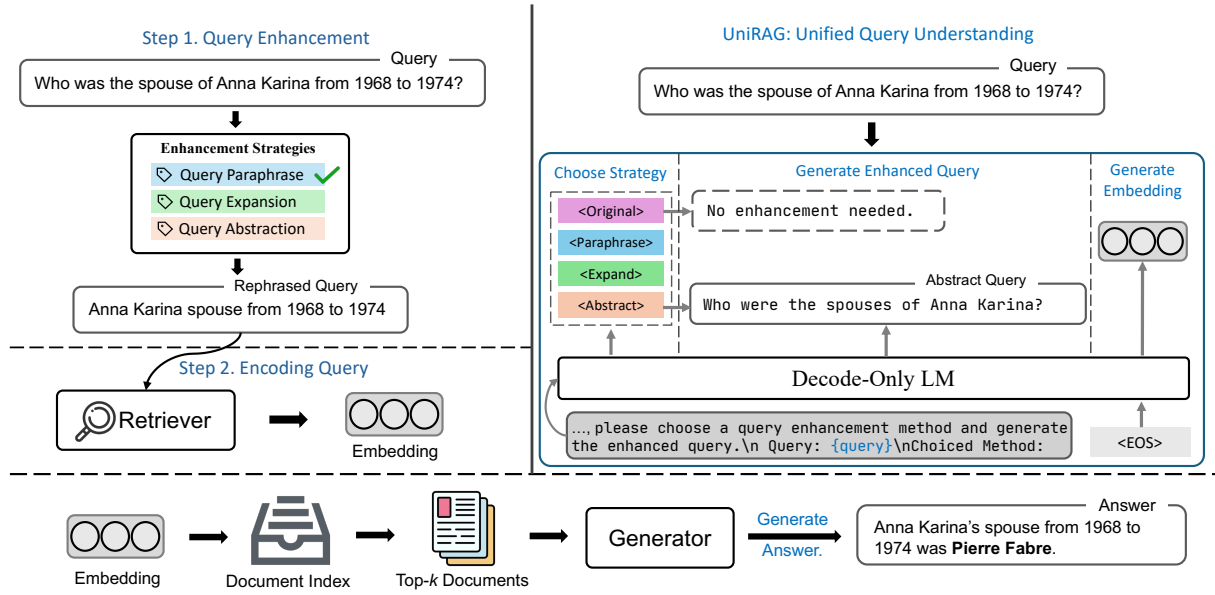 Step 1. Query Enhancement
Query
Who was the spouse of Anna Karina from 1968 to 1974?
Enhancement Strategies
Query Paraphrase
Query Expansion
Query Abstraction
Rephrased Query
Anna Karina spouse from 1968 to 1974
Step 2. Encoding Query
Retriever
Embedding
UniRAG: Unified Query Understanding
Query
Who was the spouse of Anna Karina from 1968 to 1974?
Choose Strategy
Generate Enhanced Query
Generate
Embedding
<Original>
No enhancement needed.
<Paraphrase>
<Expand>
<Abstract>
Abstract Query
Who were the spouses of Anna Karina?
Decode-Only LM
…, please choose a query enhancement method and generate
the enhanced query.\n Query: {query}\nChoiced Method:
<EOS>
Embedding
Document Index
Top-k Documents
Generator
Generate
Answer.
Answer
Anna Karina's spouse from 1968 to
1974 was Pierre Fabre.